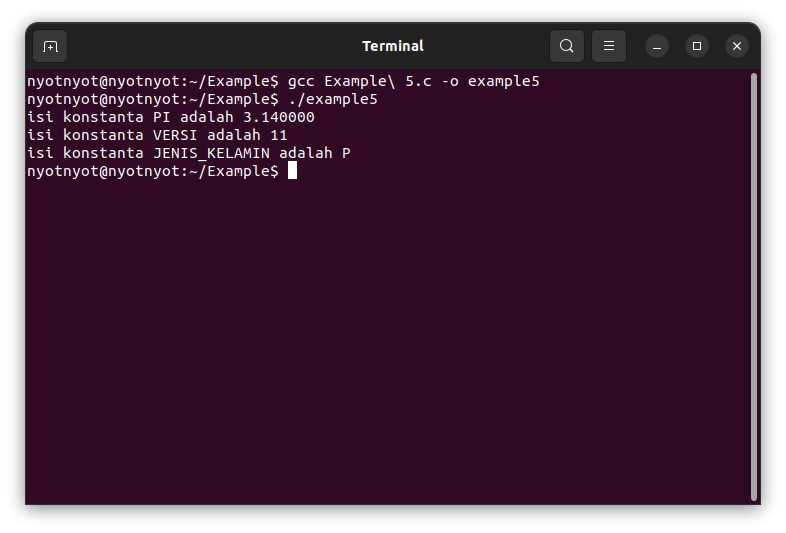 Terminal
nyotnyot@nyotnyot:~/Example$ gcc Example\ 5.c -o example5
nyotnyot@nyotnyot:~/Example$ ./example5
isi konstanta PI adalah 3.140000
isi konstanta VERSI adalah 11
isi konstanta JENIS_KELAMIN adalah P
nyotnyot@nyotnyot:~/Example$